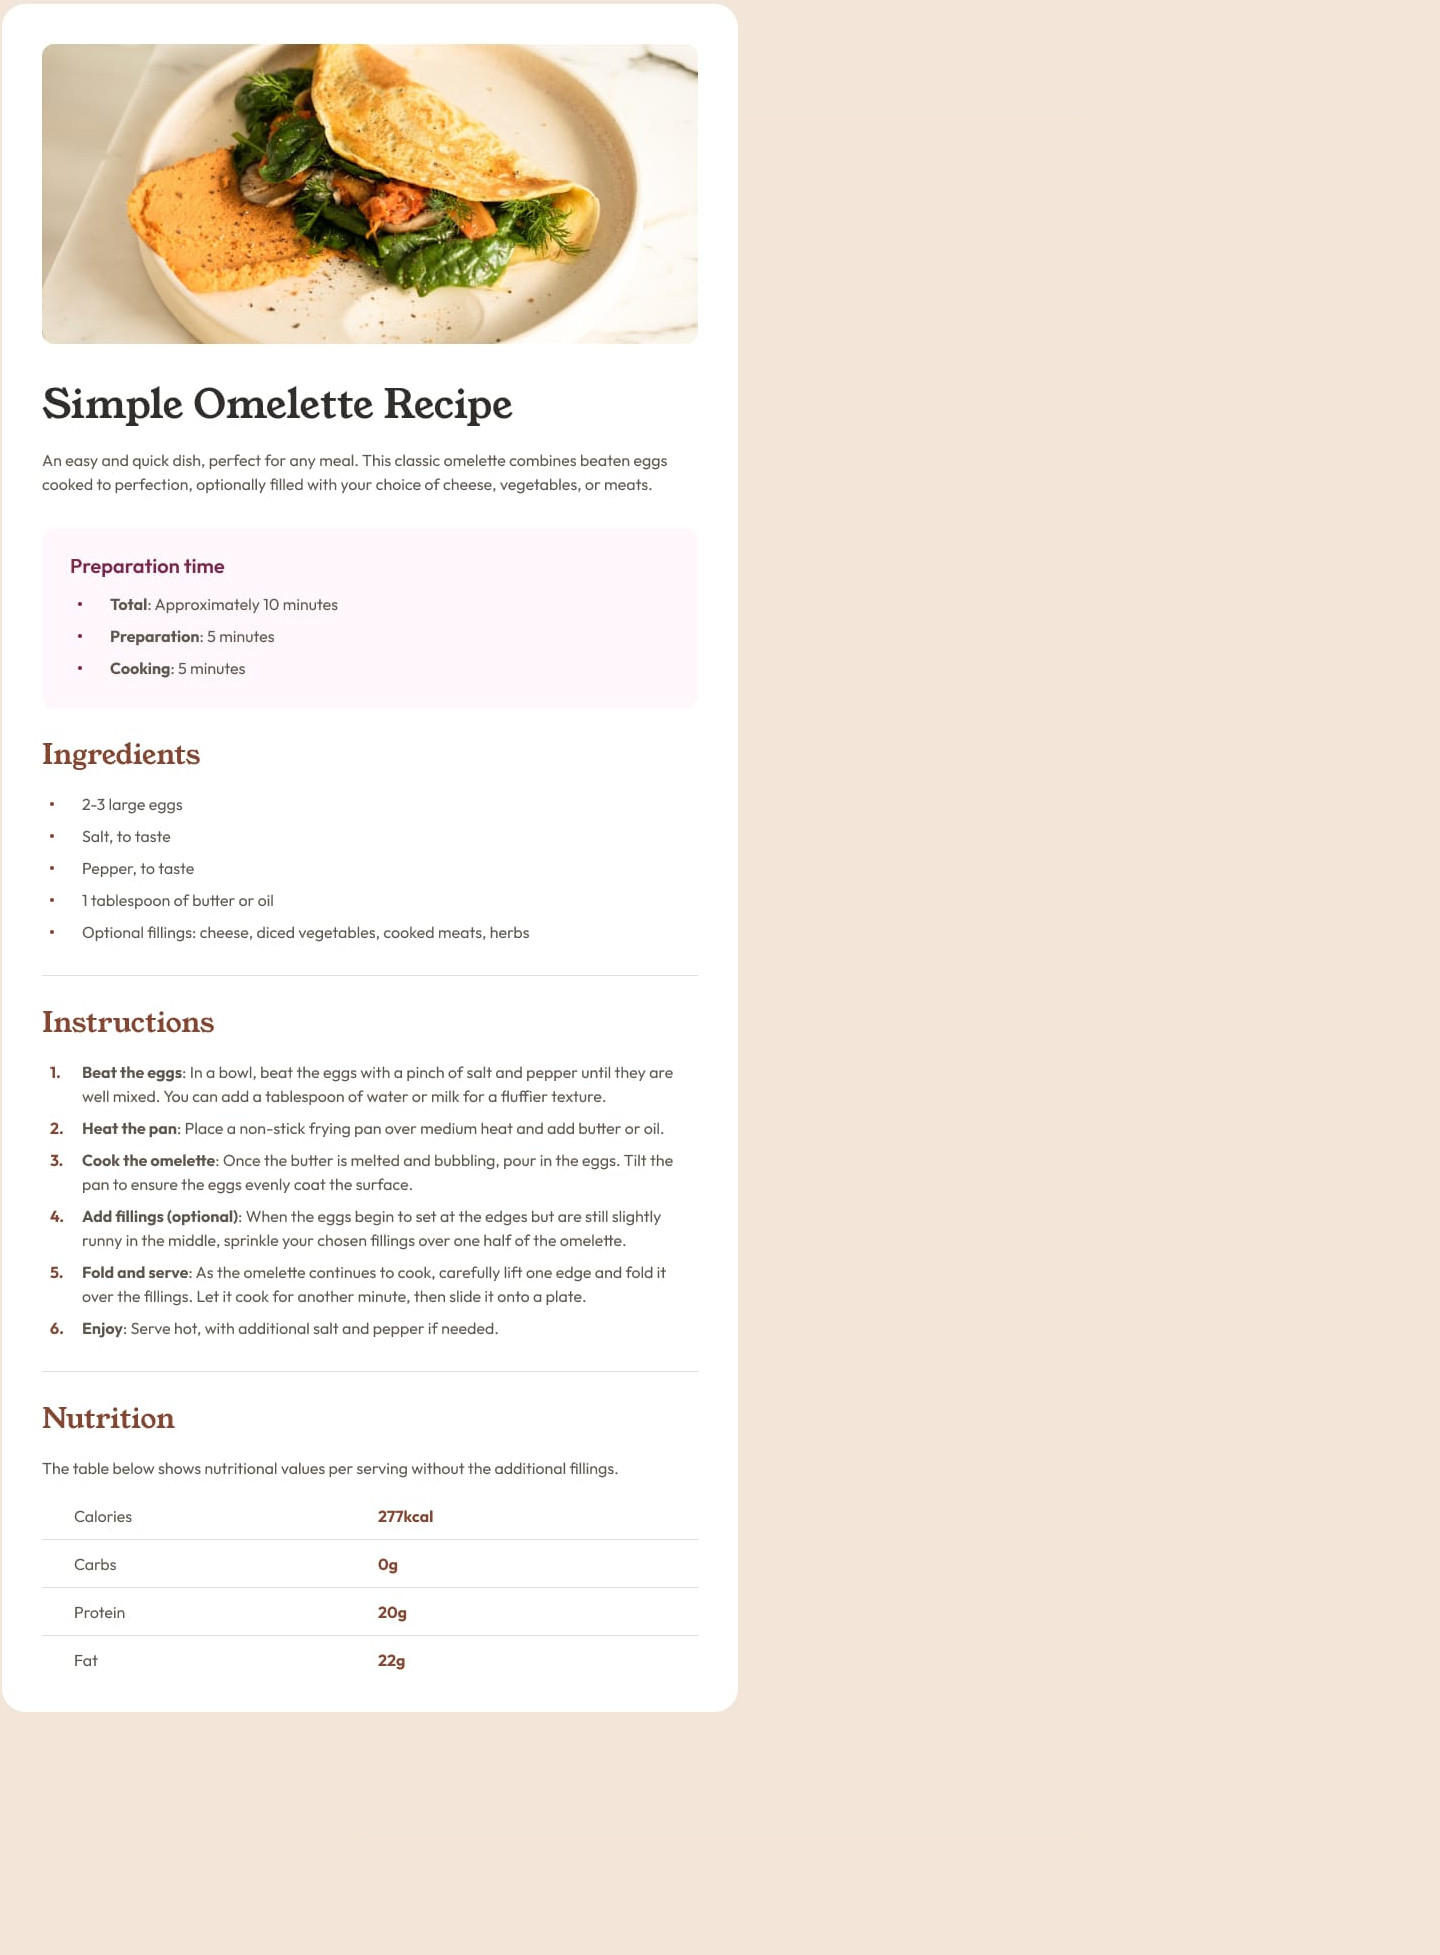 Simple Omelette Recipe
An easy and quick dish, perfect for any meal. This classic omelette combines beaten eggs
cooked to perfection, optionally filled with your choice of cheese, vegetables, or meats.
Preparation time
• Total: Approximately 10 minutes
• Preparation: 5 minutes
• Cooking: 5 minutes
Ingredients
• 2-3 large eggs
• Salt, to taste
• Pepper, to taste
• 1 tablespoon of butter or oil
• Optional fillings: cheese, diced vegetables, cooked meats, herbs
Instructions
1. Beat the eggs: In a bowl, beat the eggs with a pinch of salt and pepper until they are
well mixed. You can add a tablespoon of water or milk for a fluffier texture.
2. Heat the pan: Place a non-stick frying pan over medium heat and add butter or oil.
3. Cook the omelette: Once the butter is melted and bubbling, pour in the eggs. Tilt the
pan to ensure the eggs evenly coat the surface.
4. Add fillings (optional): When the eggs begin to set at the edges but are still slightly
runny in the middle, sprinkle your chosen fillings over one half of the omelette.
5. Fold and serve: As the omelette continues to cook, carefully lift one edge and fold it
over the fillings. Let it cook for another minute, then slide it onto a plate.
6. Enjoy: Serve hot, with additional salt and pepper if needed.
Nutrition
The table below shows nutritional values per serving without the additional fillings.
Calories 277kcal
Carbs 0g
Protein 20g
Fat 22g